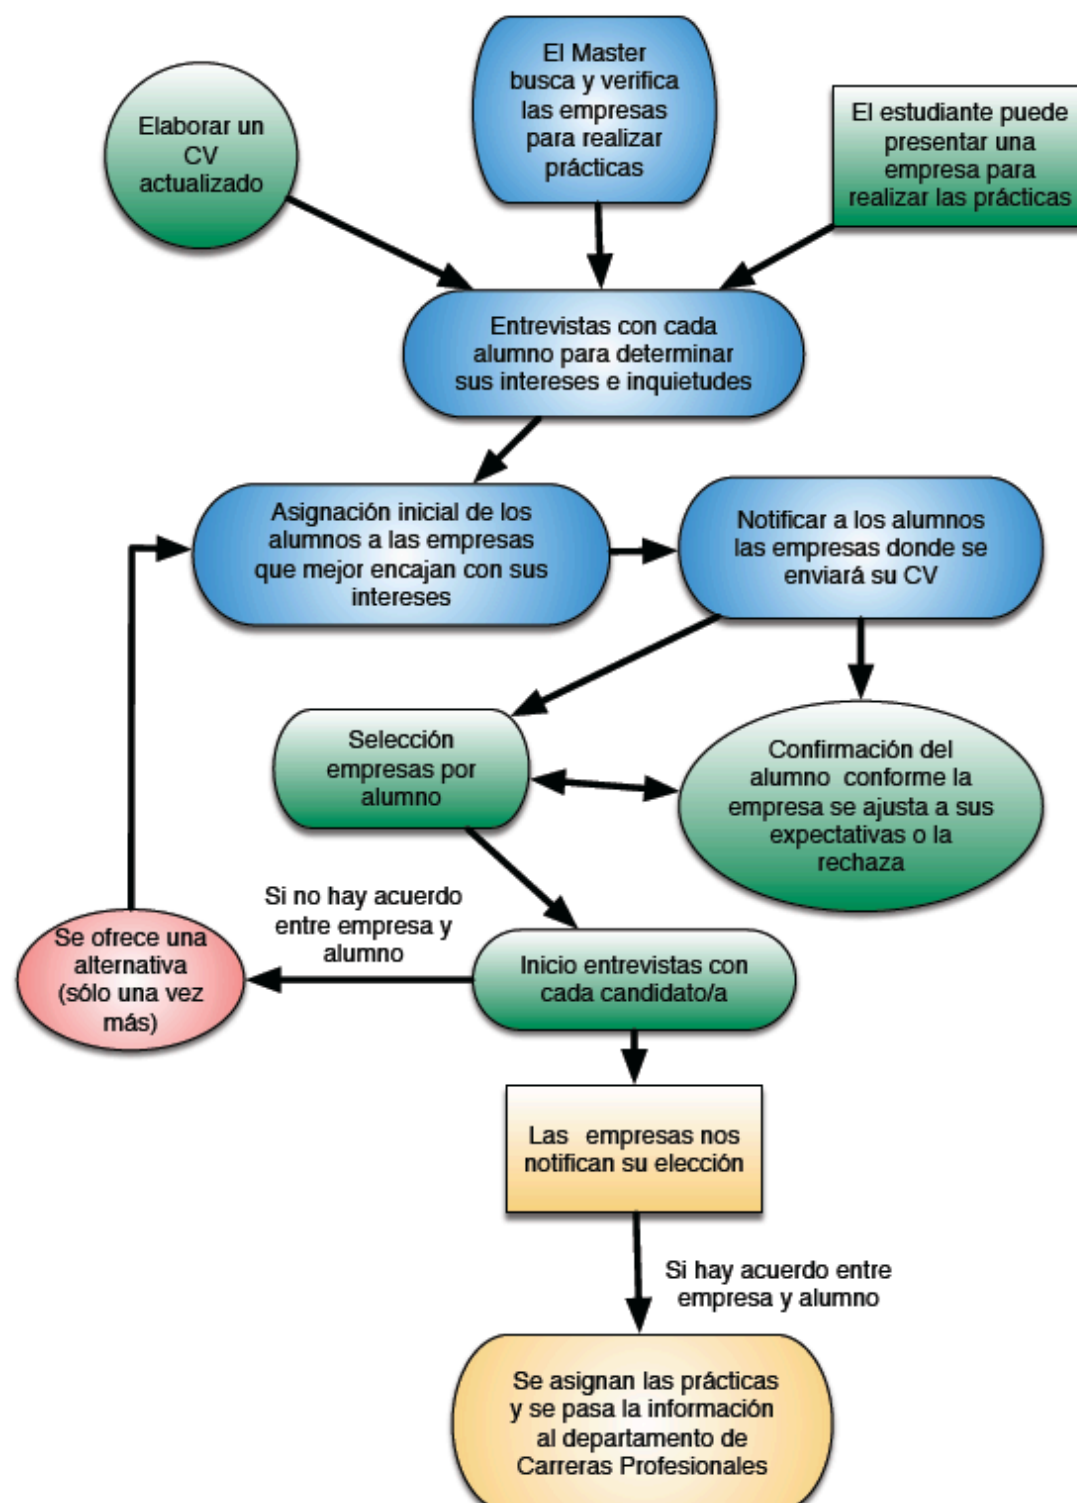 El Master
busca y verifica
las empresas
para realizar
prácticas
Elaborar un
CV
actualizado
El estudiante puede
presentar una
empresa para
realizar las prácticas
Entrevistas con cada
alumno para determinar
sus intereses e inquietudes
Asignación inicial de los
alumnos a las empresas
que mejor encajan con sus
intereses
Notificar a los alumnos
las empresas donde se
enviará su CV
Selección
empresas por
alumno
Confirmación del
alumno conforme la
empresa se ajusta a sus
expectativas o la
rechaza
Si no hay acuerdo
entre empresa y
alumno
Se ofrece una
alternativa
(sólo una vez
más)
Inicio entrevistas con
cada candidato/a
Las empresas nos
notifican su elección
Si hay acuerdo entre
empresa y alumno
Se asignan las prácticas
y se pasa la información
al departamento de
Carreras Profesionales